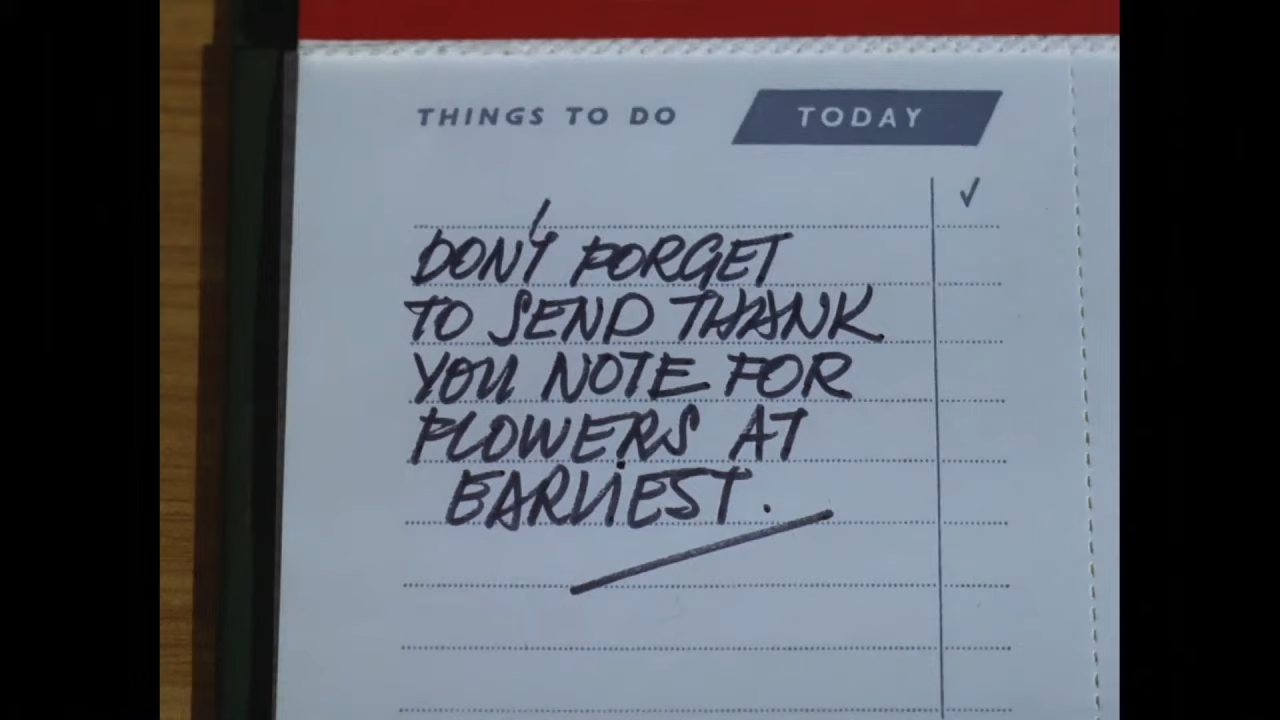 THINGS TO DO TODAY
✓
DON'T FORGET
TO SEND THANK
YOU NOTE FOR
FLOWERS AT
EARLIEST.